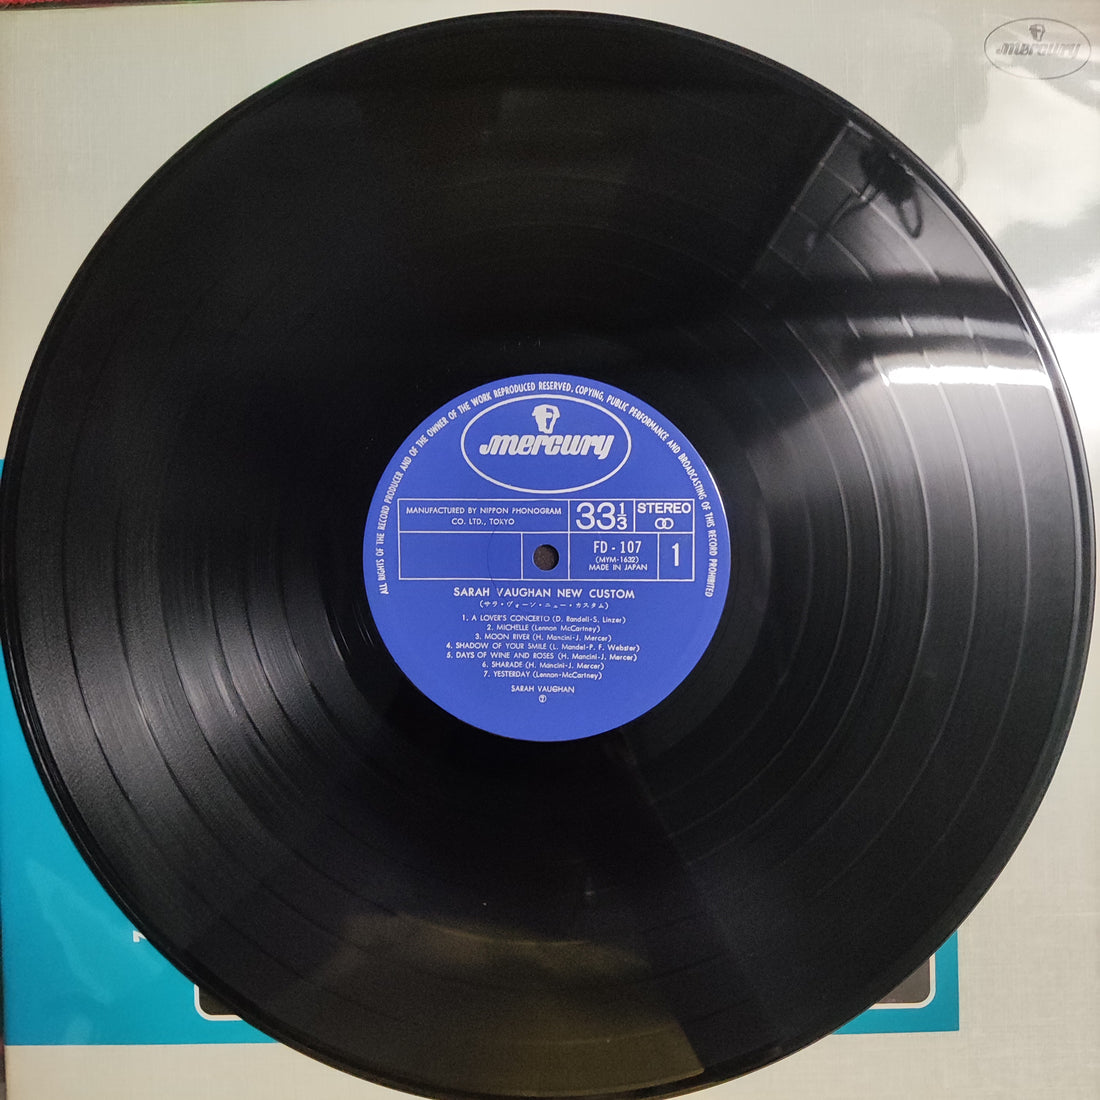 mercury
ALL RIGHTS OF THE RECORD PRODUCER AND OF THE OWNER OF THE WORK REPRODUCED RESERVED, COPYING, PUBLIC PERFORMANCE AND BROADCASTING OF THIS RECORD PROHIBITED
mercury
MANUFACTURED BY NIPPON PHONOGRAM
CO. LTD., TOKYO
33 1/3
STEREO
FD - 107
(MYM-1632)
MADE IN JAPAN
1
SARAH VAUGHAN NEW CUSTOM
(サラ・ヴォーン・ニュー・カスタム)
1. A LOVER'S CONCERTO (D. Randell-S. Linzer)
2. MICHELLE (Lennon McCartney)
3. MOON RIVER (H. Mancini-J. Mercer)
4. SHADOW OF YOUR SMILE (L. Mandel-P. F. Webster)
5. DAYS OF WINE AND ROSES (H. Mancini-J. Mercer)
6. SHARADE (H. Mancini-J. Mercer)
7. YESTERDAY (Lennon-McCartney)
SARAH VAUGHAN